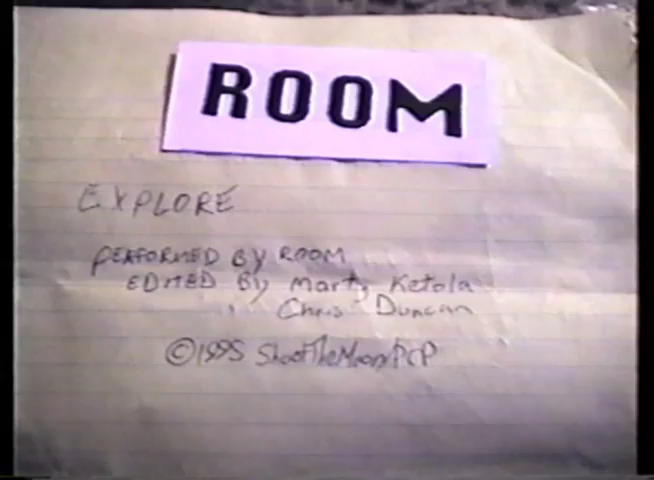 ROOM
EXPLORE
PERFORMED BY ROOM
EDITED By Marty Ketola
Chris Duncan
©1995 ShootTheMoon PCP